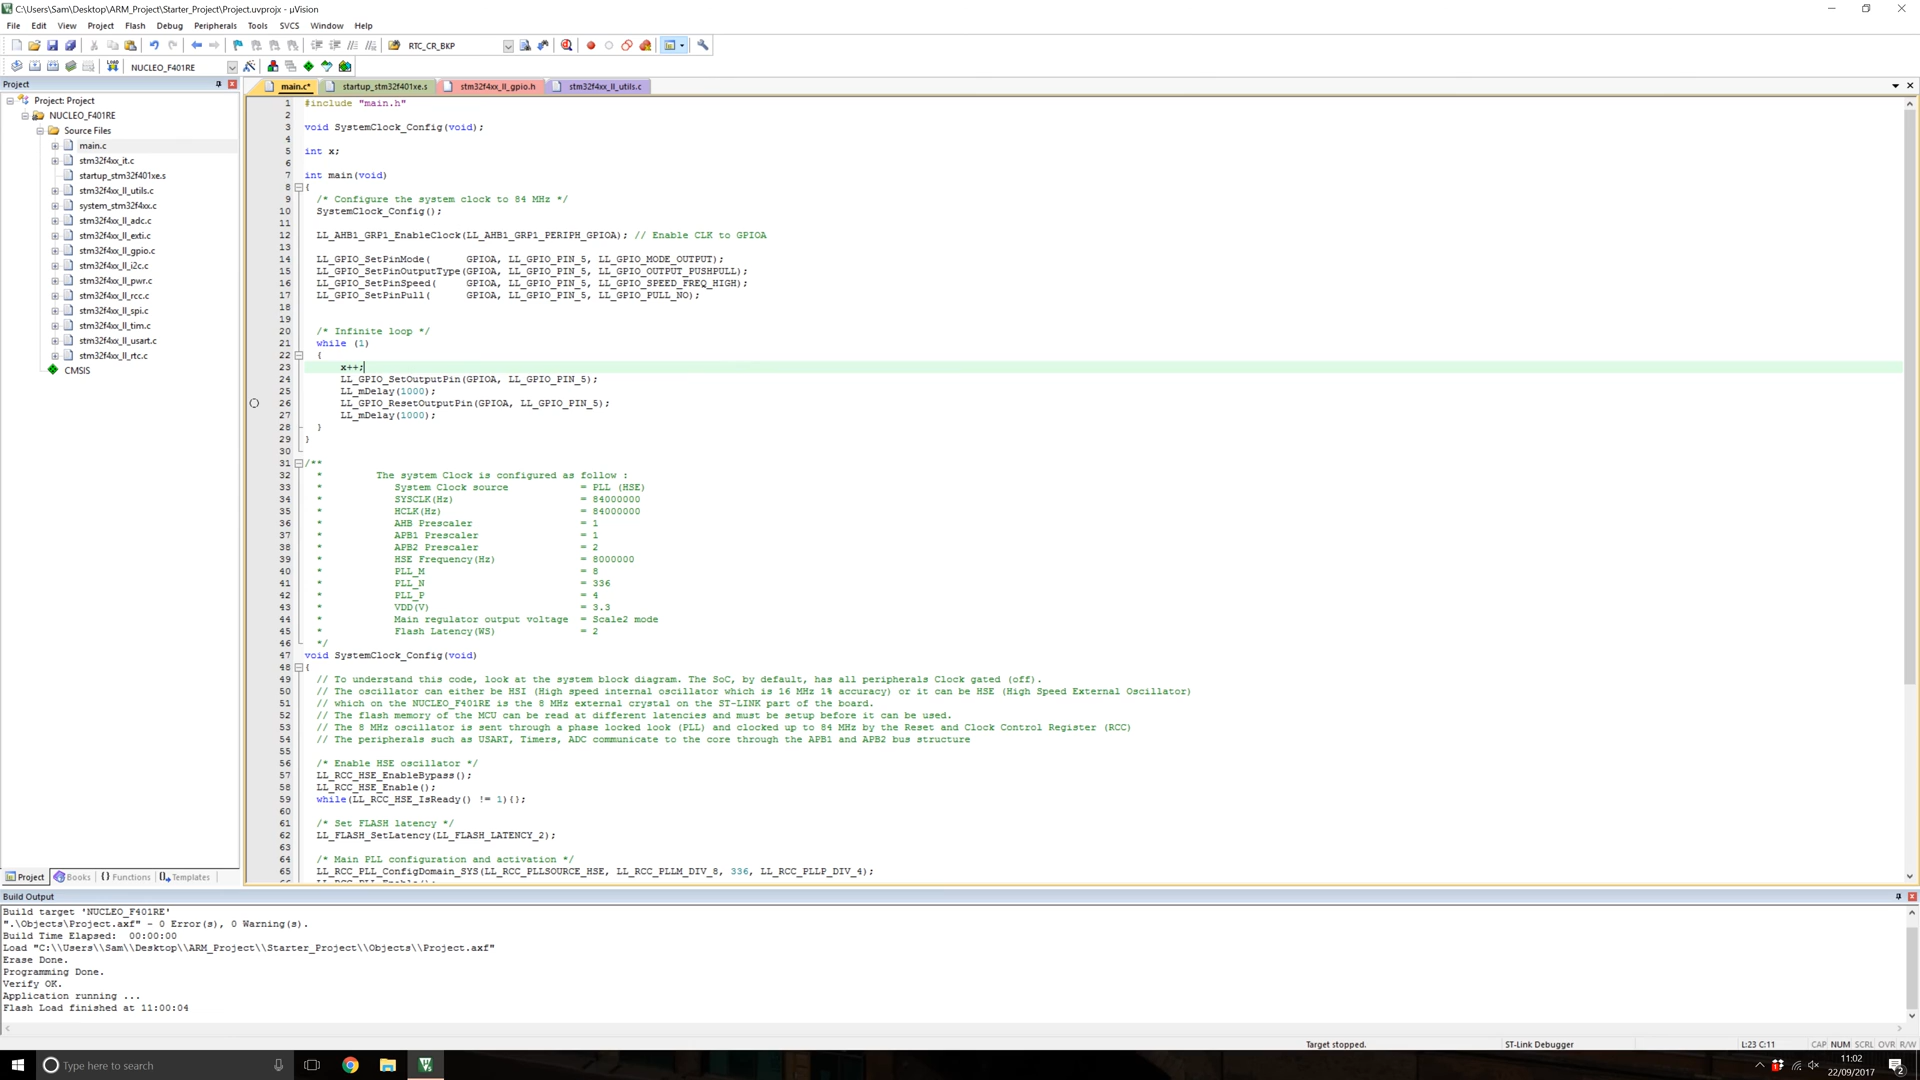 C:\Users\Sam\Desktop\ARM_Project\Starter_Project\Project.uvprojx - µVision
File Edit View Project Flash Debug Peripherals Tools SVCS Window Help
RTC_CR_BKP
LOAD NUCLEO_F401RE
Project
main.c* startup_stm32f401xe.s stm32f4xx_ll_gpio.h stm32f4xx_ll_utils.c
Project: Project
NUCLEO_F401RE
Source Files
main.c
stm32f4xx_it.c
startup_stm32f401xe.s
stm32f4xx_ll_utils.c
system_stm32f4xx.c
stm32f4xx_ll_adc.c
stm32f4xx_ll_exti.c
stm32f4xx_ll_gpio.c
stm32f4xx_ll_i2c.c
stm32f4xx_ll_pwr.c
stm32f4xx_ll_rcc.c
stm32f4xx_ll_spi.c
stm32f4xx_ll_tim.c
stm32f4xx_ll_usart.c
stm32f4xx_ll_rtc.c
CMSIS
Project Books {} Functions Templates
1 #include "main.h"
2
3 void SystemClock_Config(void);
4
5 int x;
6
7 int main(void)
8 {
9 /* Configure the system clock to 84 MHz */
10 SystemClock_Config();
11
12 LL_AHB1_GRP1_EnableClock(LL_AHB1_GRP1_PERIPH_GPIOA); // Enable CLK to GPIOA
13
14 LL_GPIO_SetPinMode( GPIOA, LL_GPIO_PIN_5, LL_GPIO_MODE_OUTPUT);
15 LL_GPIO_SetPinOutputType(GPIOA, LL_GPIO_PIN_5, LL_GPIO_OUTPUT_PUSHPULL);
16 LL_GPIO_SetPinSpeed( GPIOA, LL_GPIO_PIN_5, LL_GPIO_SPEED_FREQ_HIGH);
17 LL_GPIO_SetPinPull( GPIOA, LL_GPIO_PIN_5, LL_GPIO_PULL_NO);
18
19
20 /* Infinite loop */
21 while (1)
22 {
23 x++;
24 LL_GPIO_SetOutputPin(GPIOA, LL_GPIO_PIN_5);
25 LL_mDelay(1000);
26 LL_GPIO_ResetOutputPin(GPIOA, LL_GPIO_PIN_5);
27 LL_mDelay(1000);
28 }
29 }
30
31 /**
32 * The system Clock is configured as follow :
33 * System Clock source = PLL (HSE)
34 * SYSCLK(Hz) = 84000000
35 * HCLK(Hz) = 84000000
36 * AHB Prescaler = 1
37 * APB1 Prescaler = 1
38 * APB2 Prescaler = 2
39 * HSE Frequency(Hz) = 8000000
40 * PLL_M = 8
41 * PLL_N = 336
42 * PLL_P = 4
43 * VDD(V) = 3.3
44 * Main regulator output voltage = Scale2 mode
45 * Flash Latency(WS) = 2
46 */
47 void SystemClock_Config(void)
48 {
49 // To understand this code, look at the system block diagram. The SoC, by default, has all peripherals Clock gated (off).
50 // The oscillator can either be HSI (High speed internal oscillator which is 16 MHz 1% accuracy) or it can be HSE (High Speed External Oscillator)
51 // which on the NUCLEO_F401RE is the 8 MHz external crystal on the ST-LINK part of the board.
52 // The flash memory of the MCU can be read at different latencies and must be setup before it can be used.
53 // The 8 MHz oscillator is sent through a phase locked look (PLL) and clocked up to 84 MHz by the Reset and Clock Control Register (RCC)
54 // The peripherals such as USART, Timers, ADC communicate to the core through the APB1 and APB2 bus structure
55
56 /* Enable HSE oscillator */
57 LL_RCC_HSE_EnableBypass();
58 LL_RCC_HSE_Enable();
59 while(LL_RCC_HSE_IsReady() != 1){};
60
61 /* Set FLASH latency */
62 LL_FLASH_SetLatency(LL_FLASH_LATENCY_2);
63
64 /* Main PLL configuration and activation */
65 LL_RCC_PLL_ConfigDomain_SYS(LL_RCC_PLLSOURCE_HSE, LL_RCC_PLLM_DIV_8, 336, LL_RCC_PLLP_DIV_4);
Build Output
Build target 'NUCLEO_F401RE'
".\Objects\Project.axf" - 0 Error(s), 0 Warning(s).
Build Time Elapsed: 00:00:00
Load "C:\\Users\\Sam\\Desktop\\ARM_Project\\Starter_Project\\Objects\\Project.axf"
Erase Done.
Programming Done.
Verify OK.
Application running ...
Flash Load finished at 11:00:04
Target stopped. ST-Link Debugger L:23 C:11 CAP NUM SCRL OVR R/W
Type here to search
11:02
22/09/2017
2